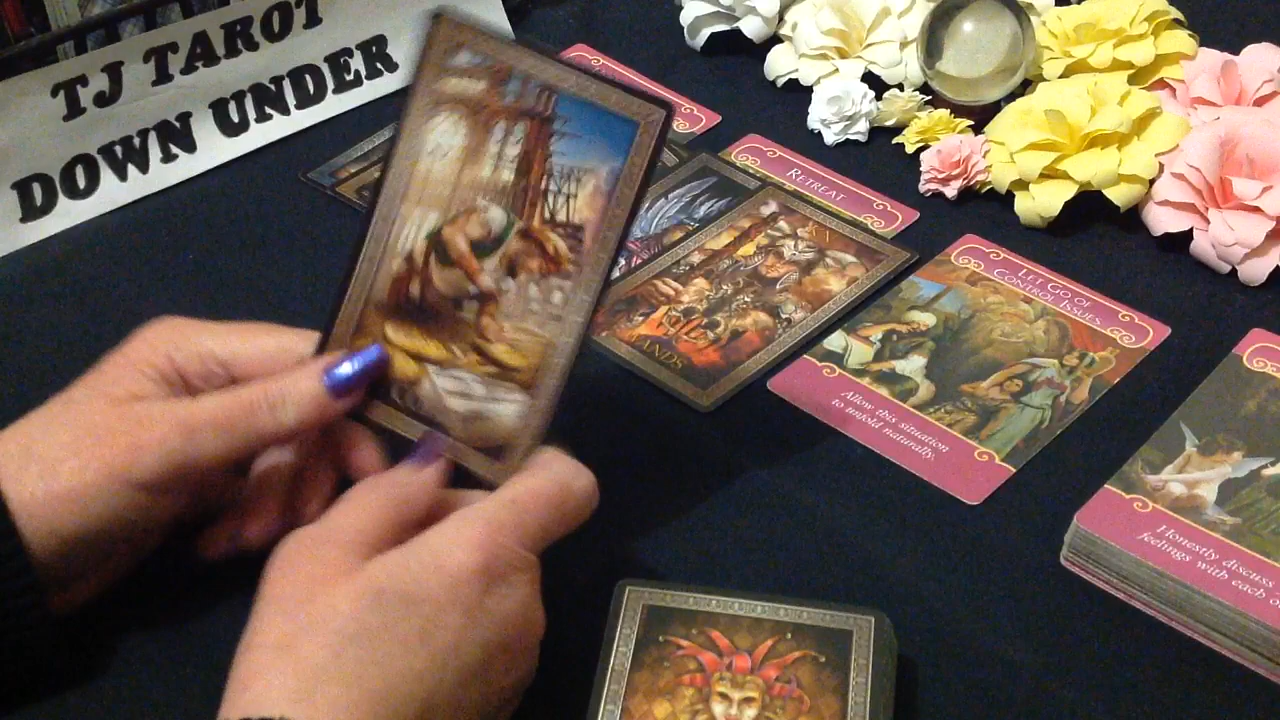 TJ TAROT
DOWN UNDER
RETREAT
LET GO OF
CONTROL ISSUES
Allow this situation
to unfold naturally.
WANDS
Honestly discuss
feelings with each